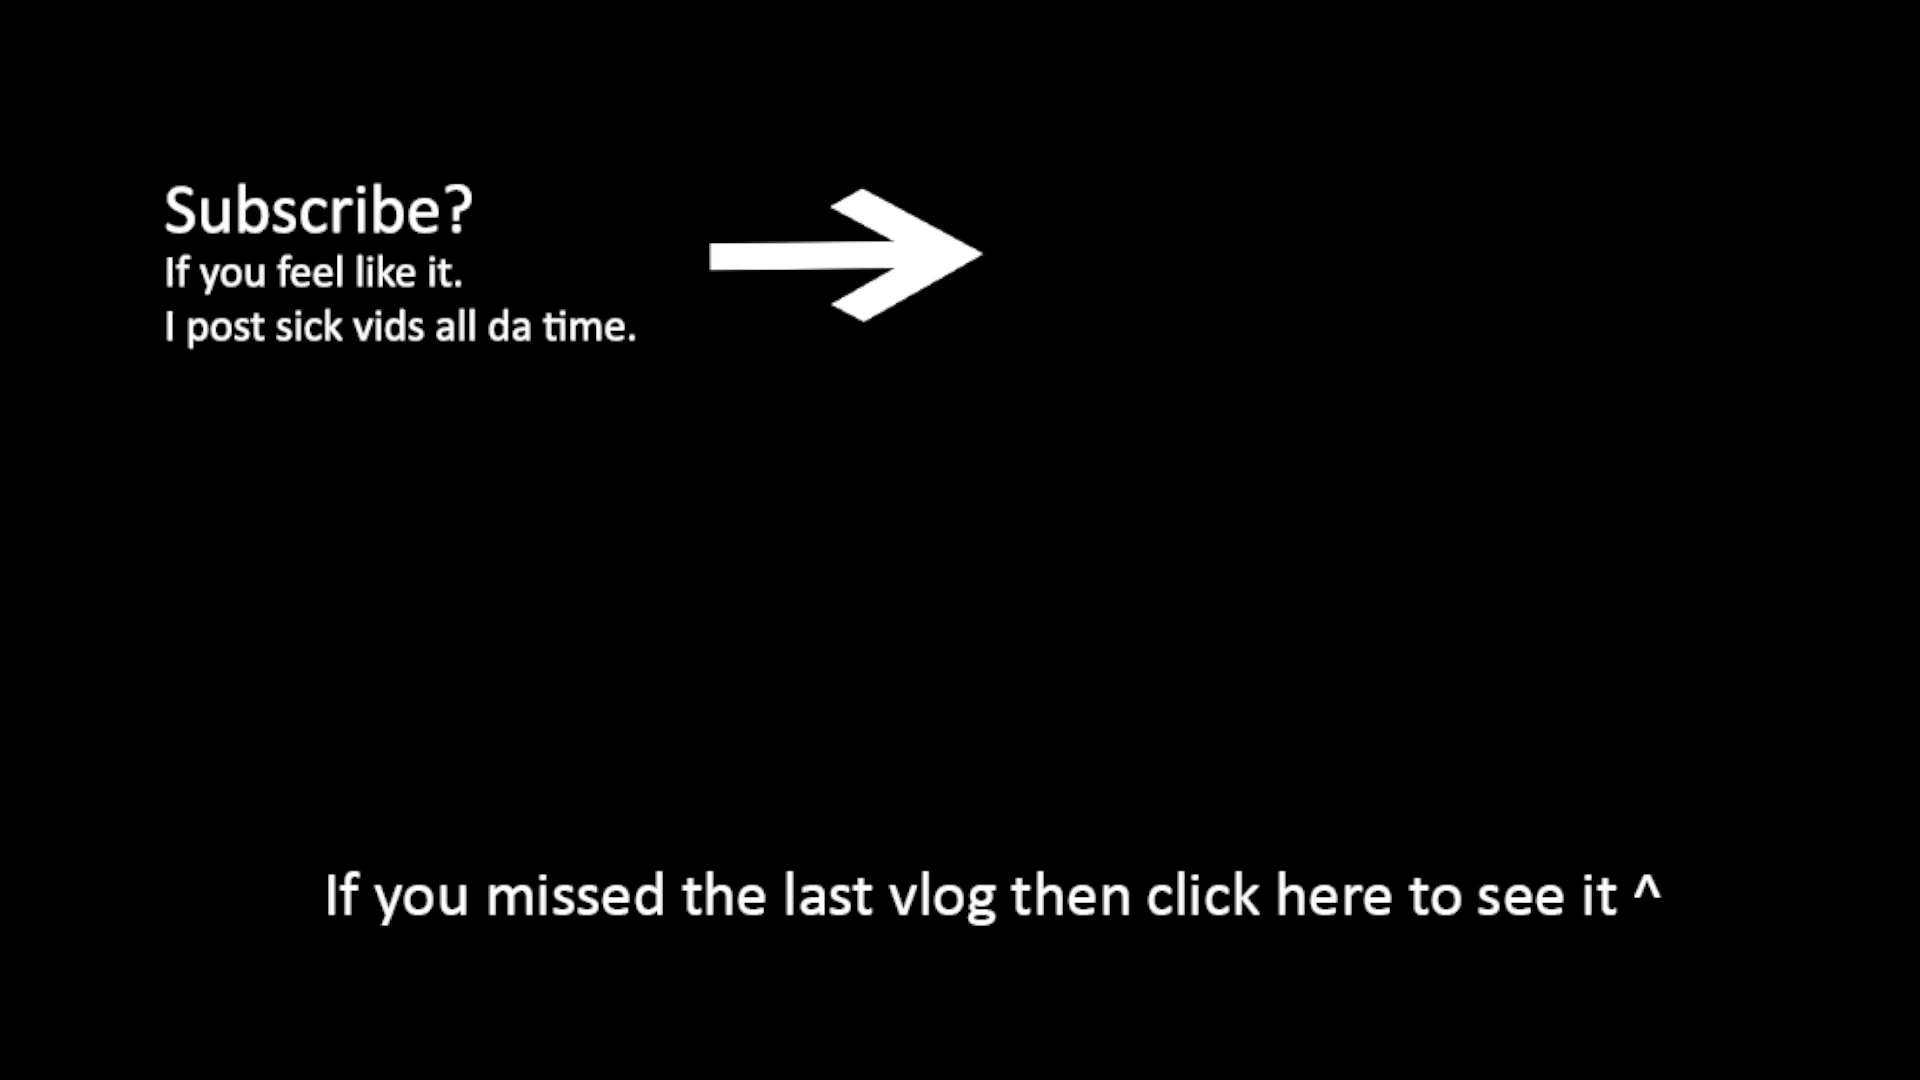 Subscribe?
If you feel like it.
I post sick vids all da time.
If you missed the last vlog then click here to see it ^